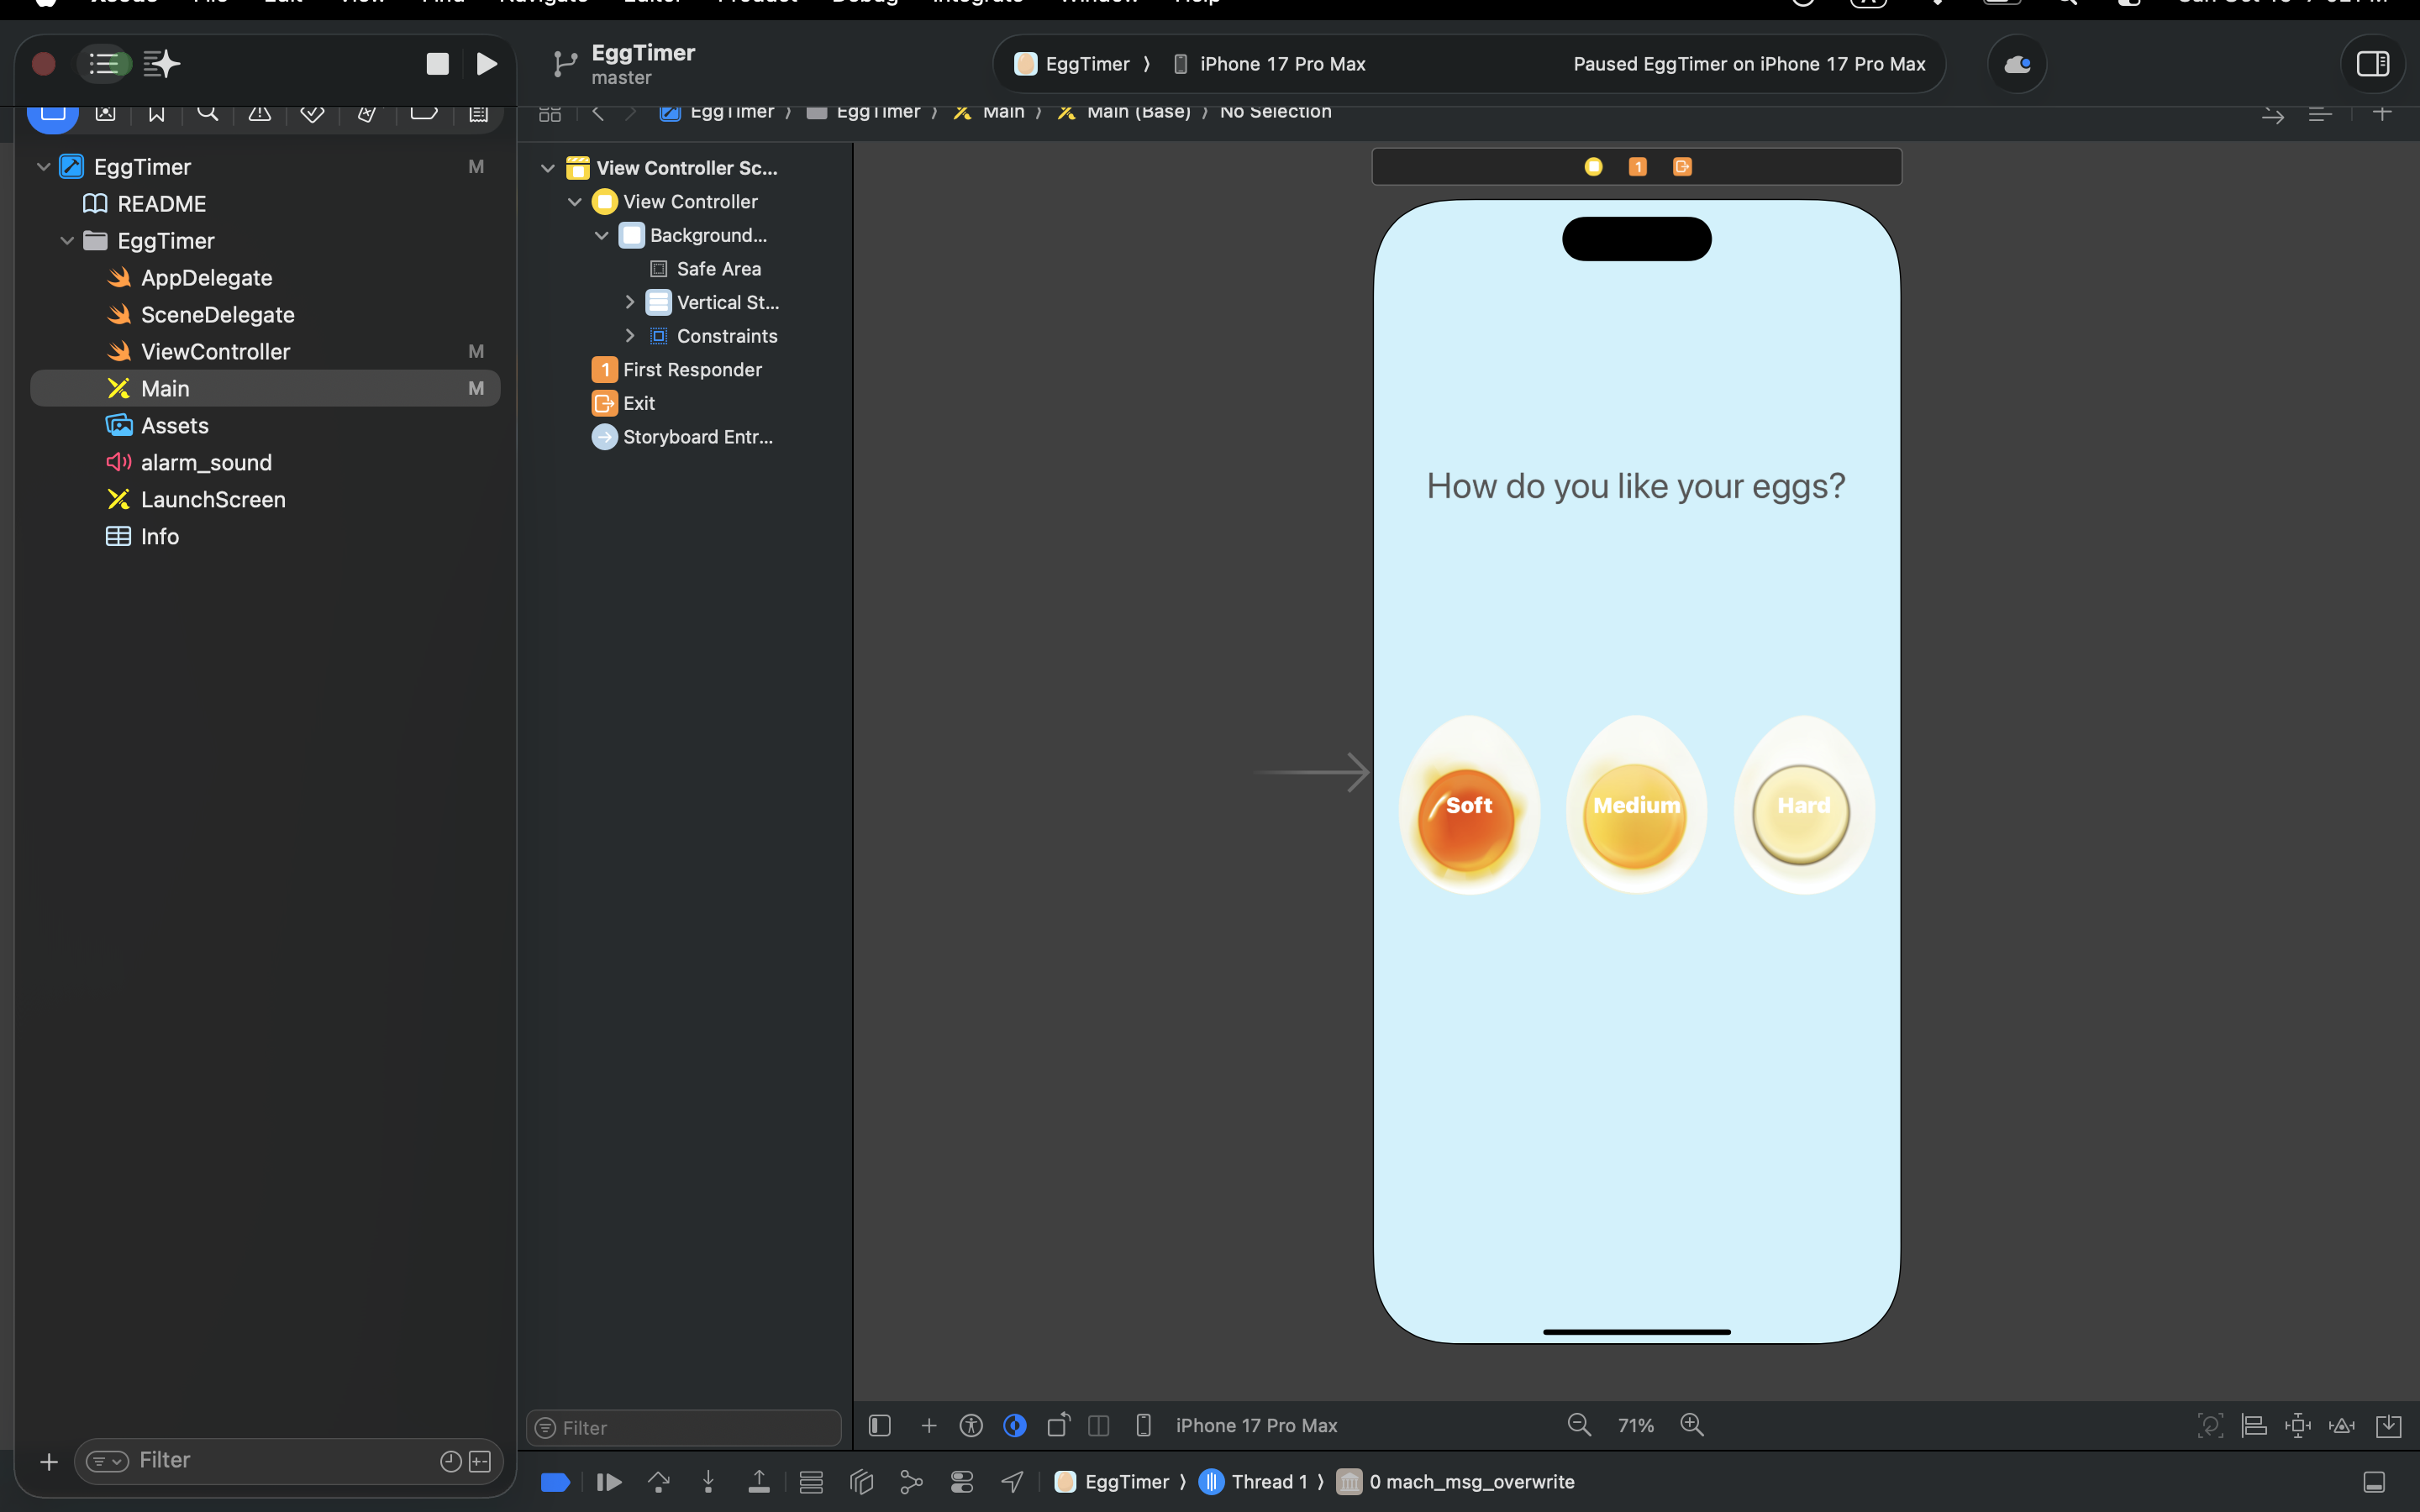 EggTimer
master
EggTimer 〉 iPhone 17 Pro Max
Paused EggTimer on iPhone 17 Pro Max
EggTimer 〉 EggTimer 〉 Main 〉 Main (Base) 〉 No Selection
EggTimer M
README
EggTimer
AppDelegate
SceneDelegate
ViewController M
Main M
Assets
alarm_sound
LaunchScreen
Info
Filter
View Controller Sc...
View Controller
Background...
Safe Area
Vertical St...
Constraints
1 First Responder
Exit
Storyboard Entr...
Filter
1
How do you like your eggs?
Soft
Medium
Hard
iPhone 17 Pro Max
71%
EggTimer 〉 Thread 1 〉 0 mach_msg_overwrite